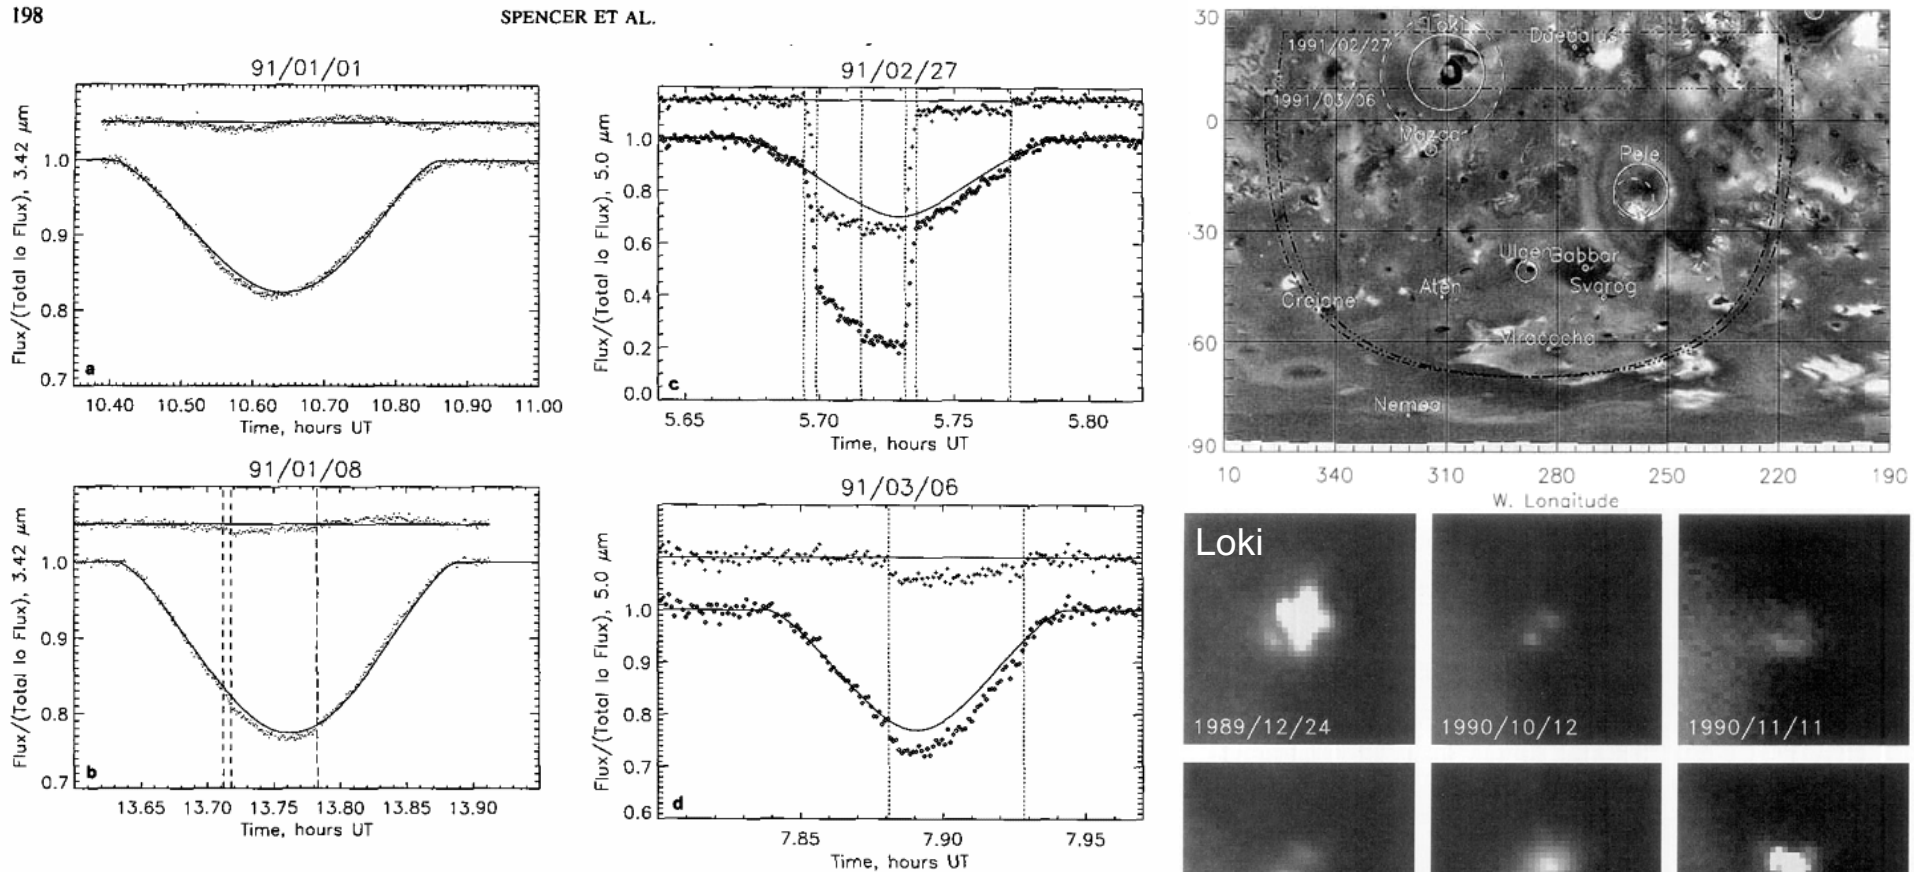 198
SPENCER ET AL.
91/01/01
Flux/(Total Io Flux), 3.42 μm
1.0
0.9
0.8
0.7
a
10.40 10.50 10.60 10.70 10.80 10.90 11.00
Time, hours UT
91/01/08
Flux/(Total Io Flux), 3.42 μm
1.0
0.9
0.8
0.7
b
13.65 13.70 13.75 13.80 13.85 13.90
Time, hours UT
91/02/27
Flux/(Total Io Flux), 5.0 μm
1.0
0.8
0.6
0.4
0.2
0.0
c
5.65 5.70 5.75 5.80
Time, hours UT
91/03/06
Flux/(Total Io Flux), 5.0 μm
1.0
0.9
0.8
0.7
0.6
d
7.85 7.90 7.95
Time, hours UT
30
Loki
Daedalus
1991/02/27
1991/03/06
0
Mazda
Pele
-30
Ulgen Babbar
Aten Svarog
Creidne
-60
Viracocha
Nemea
-90
10 340 310 280 250 220 190
W. Longitude
Loki
1989/12/24
1990/10/12
1990/11/11